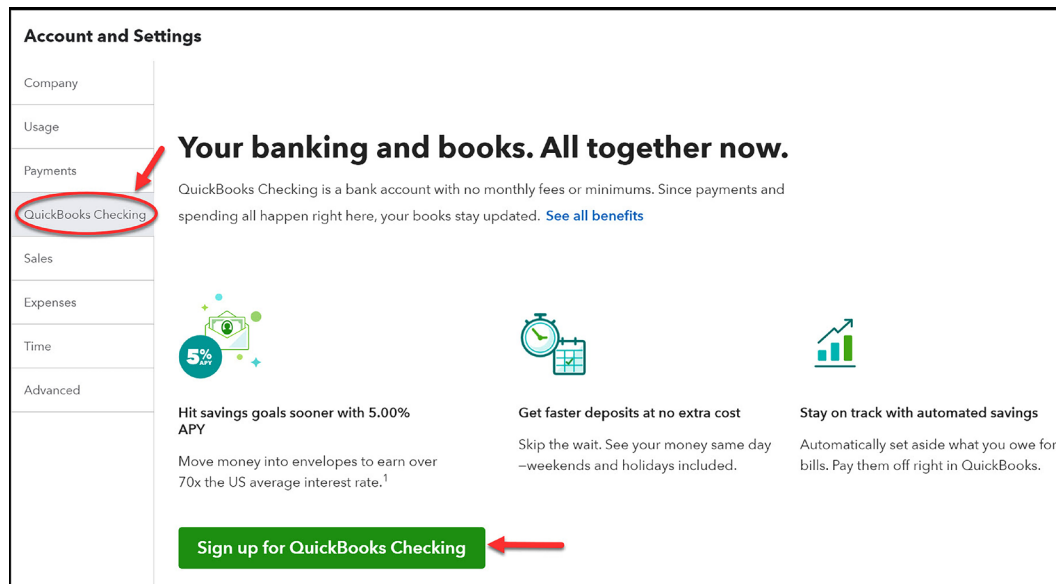 Account and Settings
Company
Usage
Payments
QuickBooks Checking
Sales
Expenses
Time
Advanced
Your banking and books. All together now.
QuickBooks Checking is a bank account with no monthly fees or minimums. Since payments and
spending all happen right here, your books stay updated. See all benefits
5%
APY
Hit savings goals sooner with 5.00%
APY
Move money into envelopes to earn over
70x the US average interest rate.1
Get faster deposits at no extra cost
Skip the wait. See your money same day
—weekends and holidays included.
Stay on track with automated savings
Automatically set aside what you owe for
bills. Pay them off right in QuickBooks.
Sign up for QuickBooks Checking